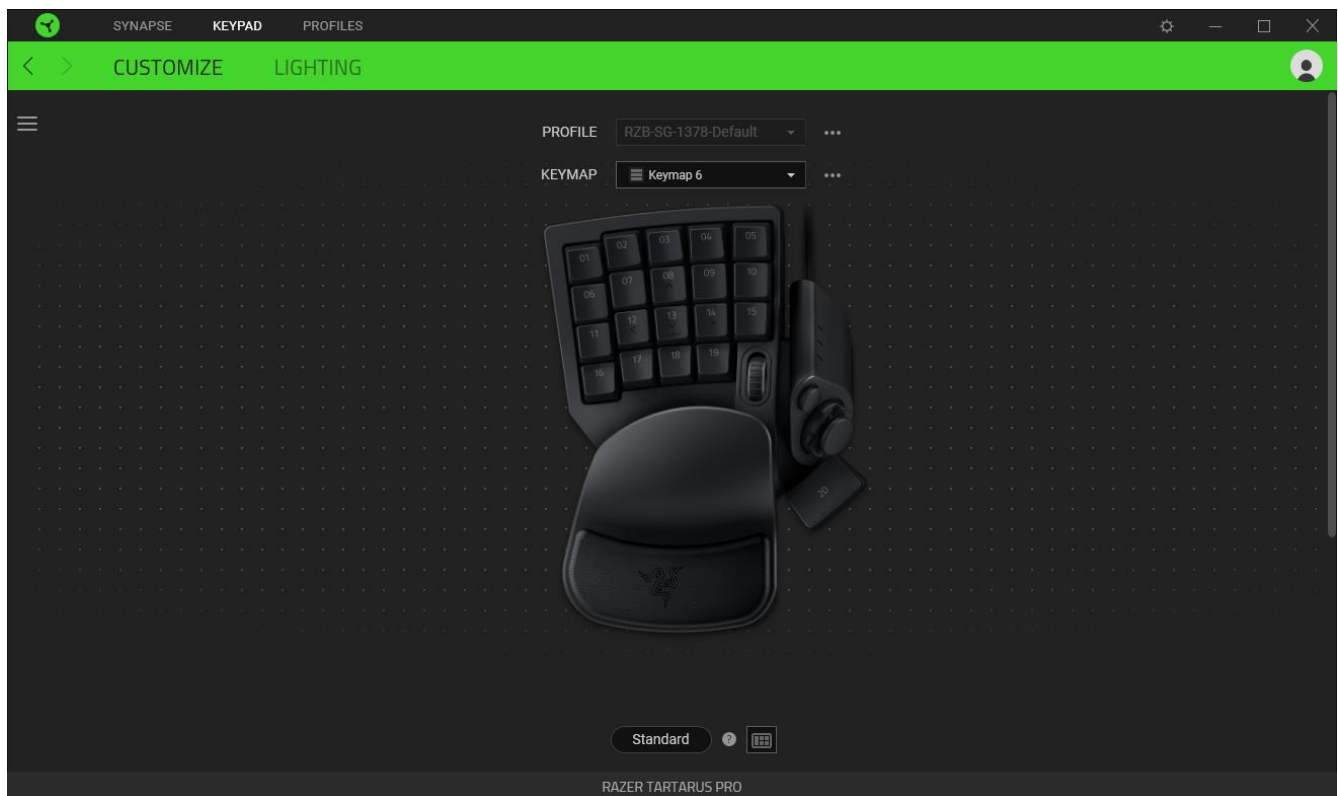 SYNAPSE KEYPAD PROFILES
CUSTOMIZE LIGHTING
PROFILE RZB-SG-1378-Default
KEYMAP Keymap 6
01 02 03 04 05
06 07 08 09 10
11 12 13 14 15
16 17 18 19
20
Standard ?
RAZER TARTARUS PRO